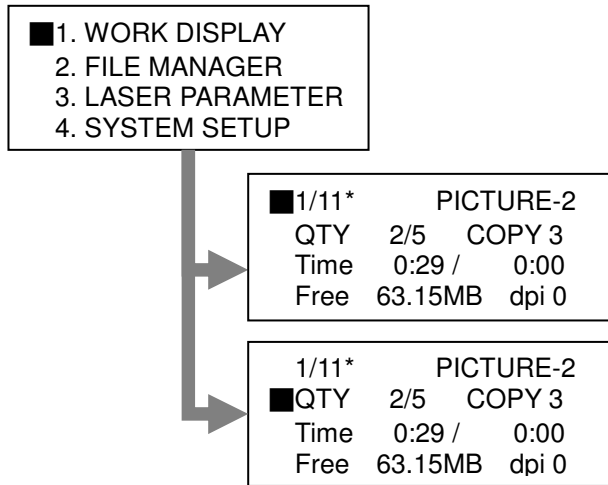 ■1. WORK DISPLAY
2. FILE MANAGER
3. LASER PARAMETER
4. SYSTEM SETUP
■1/11* PICTURE-2
QTY 2/5 COPY 3
Time 0:29 / 0:00
Free 63.15MB dpi 0
1/11* PICTURE-2
■QTY 2/5 COPY 3
Time 0:29 / 0:00
Free 63.15MB dpi 0